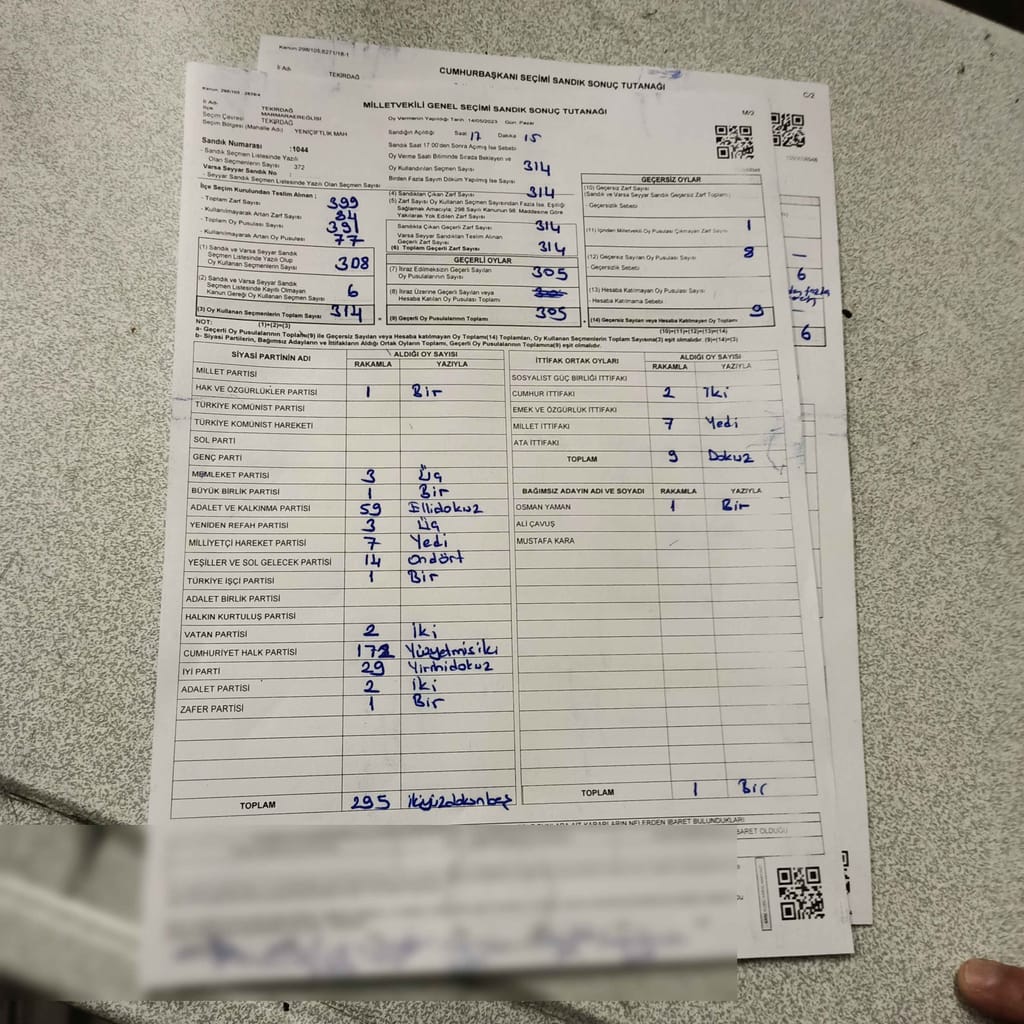 Kanun:298/105,6271/18-1
İl Adı TEKİRDAĞ
CUMHURBAŞKANI SEÇİMİ SANDIK SONUÇ TUTANAĞI
C/2
MİLLETVEKİLİ GENEL SEÇİMİ SANDIK SONUÇ TUTANAĞI
M/2
İl Adı TEKİRDAĞ
İlçe MARMARAEREĞLİSİ
Seçim Çevresi TEKİRDAĞ
Seçim Bölgesi (Mahalle Adı) YENİÇİFTLİK MAH
Oy Vermenin Yapıldığı Tarih 14/05/2023 Gün: Pazar
Sandığın Açıldığı Saat 17 Dakika 15
Sandık Saat 17:00'den Sonra Açılmış İse Sebebi
Oy Verme Saati Bitiminde Sırada Bekleyen ve
Oy Kullandırılan Seçmen Sayısı 314
Birden Fazla Sayım Döküm Yapılmış İse Sayısı
Sandık Numarası :1044
- Sandık Seçmen Listesinde Yazılı
Olan Seçmenlerin Sayısı 372
Varsa Seyyar Sandık No :
- Seyyar Sandık Seçmen Listesinde Yazılı Olan Seçmen Sayısı
İlçe Seçim Kurulundan Teslim Alınan :
- Toplam Zarf Sayısı 399
- Kullanılmayarak Artan Zarf Sayısı 84
- Toplam Oy Pusulası Sayısı 391
- Kullanılmayarak Artan Oy Pusulası 77
(1) Sandık ve Varsa Seyyar Sandık
Seçmen Listesinde Yazılı Olup
Oy Kullanan Seçmenlerin Sayısı 308
(2) Sandık ve Varsa Seyyar Sandık
Seçmen Listesinde Kayıtlı Olmayan
Kanun Gereği Oy Kullanan Seçmen Sayısı 6
(3) Oy Kullanan Seçmenlerin Toplam Sayısı 314
(1)+(2)=(3)
(4) Sandıktan Çıkan Zarf Sayısı 314
(5) Zarf Sayısı Oy Kullanan Seçmen Sayısından Fazla İse, Eşitliği
Sağlamak Amacıyla, 298 Sayılı Kanunun 98. Maddesine Göre
Yakılarak Yok Edilen Zarf Sayısı
Sandıkta Çıkan Geçerli Zarf Sayısı 314
Varsa Seyyar Sandıktan Teslim Alınan
Geçerli Zarf Sayısı
(6) Toplam Geçerli Zarf Sayısı 314
GEÇERLİ OYLAR
(7) İtiraz Edilmeksizin Geçerli Sayılan
Oy Pusulalarının Sayısı 305
(8) İtiraz Üzerine Geçerli Sayılan veya
Hesaba Katılan Oy Pusulası Toplamı
(9) Geçerli Oy Pusulalarının Toplamı 305
GEÇERSİZ OYLAR
(10) Geçersiz Zarf Sayısı
(Sandık ve Varsa Seyyar Sandık Geçersiz Zarf Toplamı)
- Geçersizlik Sebebi
(11) İçinden Milletvekili Oy Pusulası Çıkmayan Zarf Sayısı 1
(12) Geçersiz Sayılan Oy Pusulası Sayısı 8
- Geçersizlik Sebebi
(13) Hesaba Katılmayan Oy Pusulası Sayısı
- Hesaba Katılmama Sebebi
(14) Geçersiz Sayılan veya Hesaba Katılmayan Oy Toplamı 9
(10)+(11)+(12)+(13)=(14)
NOT:
a- Geçerli Oy Pusulalarının Toplamı(9) ile Geçersiz Sayılan veya Hesaba katılmayan Oy Toplamı(14) Toplamları, Oy Kullanan Seçmenlerin Toplam Sayısına(3) eşit olmalıdır. (9)+(14)=(3)
b- Siyasi Partilerin, Bağımsız Adayların ve İttifakların Aldığı Ortak Oyların Toplamı, Geçerli Oy Pusulalarının Toplamına(9) eşit olmalıdır.
SİYASİ PARTİNİN ADI ALDIĞI OY SAYISI
RAKAMLA YAZIYLA
MİLLET PARTİSİ
HAK VE ÖZGÜRLÜKLER PARTİSİ 1 Bir
TÜRKİYE KOMÜNİST PARTİSİ
TÜRKİYE KOMÜNİST HAREKETİ
SOL PARTİ
GENÇ PARTİ
MEMLEKET PARTİSİ 3 Üç
BÜYÜK BİRLİK PARTİSİ 1 Bir
ADALET VE KALKINMA PARTİSİ 59 Ellidokuz
YENİDEN REFAH PARTİSİ 3 Üç
MİLLİYETÇİ HAREKET PARTİSİ 7 Yedi
YEŞİLLER VE SOL GELECEK PARTİSİ 14 Ondört
TÜRKİYE İŞÇİ PARTİSİ 1 Bir
ADALET BİRLİK PARTİSİ
HALKIN KURTULUŞ PARTİSİ
VATAN PARTİSİ 2 İki
CUMHURİYET HALK PARTİSİ 172 Yüzyetmisiki
İYİ PARTİ 29 Yirmidokuz
ADALET PARTİSİ 2 iki
ZAFER PARTİSİ 1 Bir
TOPLAM 295 ikiyüzdoksanbeş
İTTİFAK ORTAK OYLARI ALDIĞI OY SAYISI
RAKAMLA YAZIYLA
SOSYALİST GÜÇ BİRLİĞİ İTTİFAKI
CUMHUR İTTİFAKI 2 İki
EMEK VE ÖZGÜRLÜK İTTİFAKI
MİLLET İTTİFAKI 7 Yedi
ATA İTTİFAKI
TOPLAM 9 Dokuz
BAĞIMSIZ ADAYIN ADI VE SOYADI RAKAMLA YAZIYLA
OSMAN YAMAN 1 Bir
ALİ ÇAVUŞ
MUSTAFA KARA
TOPLAM 1 Bir
6
6